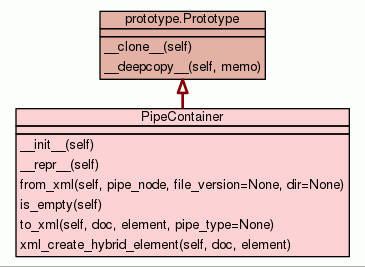 prototype.Prototype
__clone__(self)
__deepcopy__(self, memo)
PipeContainer
__init__(self)
__repr__(self)
from_xml(self, pipe_node, file_version=None, dir=None)
is_empty(self)
to_xml(self, doc, element, pipe_type=None)
xml_create_hybrid_element(self, doc, element)